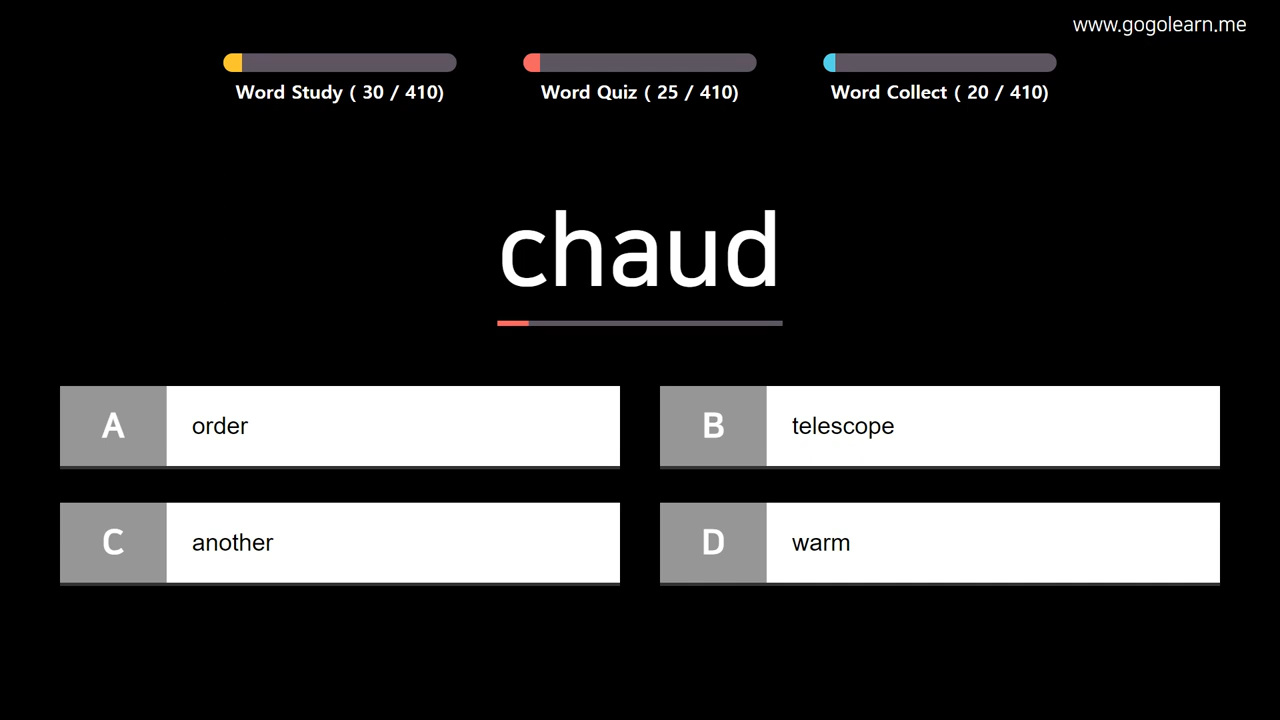 www.gogolearn.me
Word Study ( 30 / 410)
Word Quiz ( 25 / 410)
Word Collect ( 20 / 410)
chaud
A order
B telescope
C another
D warm